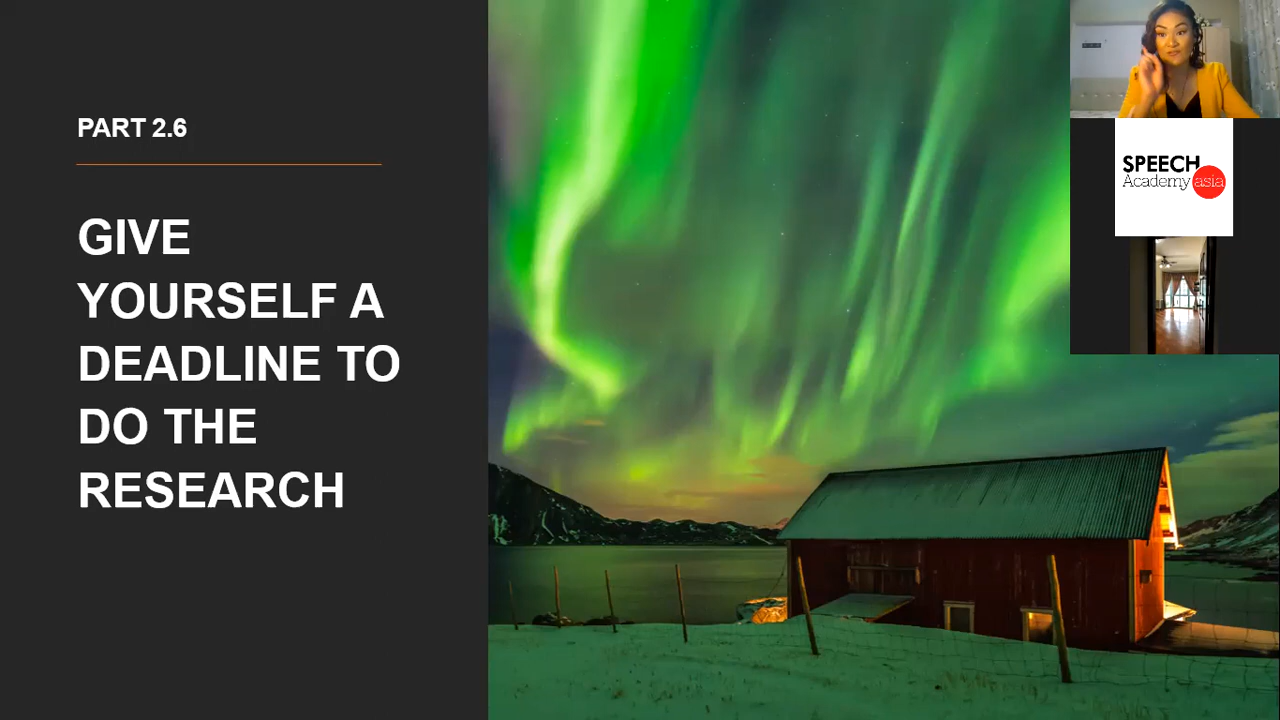 PART 2.6
GIVE
YOURSELF A
DEADLINE TO
DO THE
RESEARCH
SPEECH
Academy asia